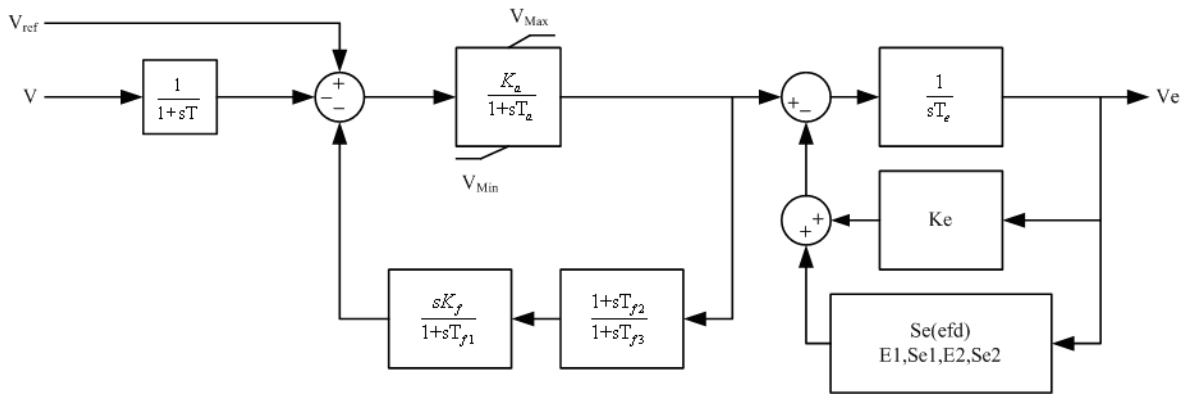 V_ref
V
1
1+sT
+
−
−
V_Max
K_a
1+sT_a
V_Min
+
−
1
sT_e
Ve
+
+
Ke
sK_f
1+sT_f1
1+sT_f2
1+sT_f3
Se(efd)
E1,Se1,E2,Se2